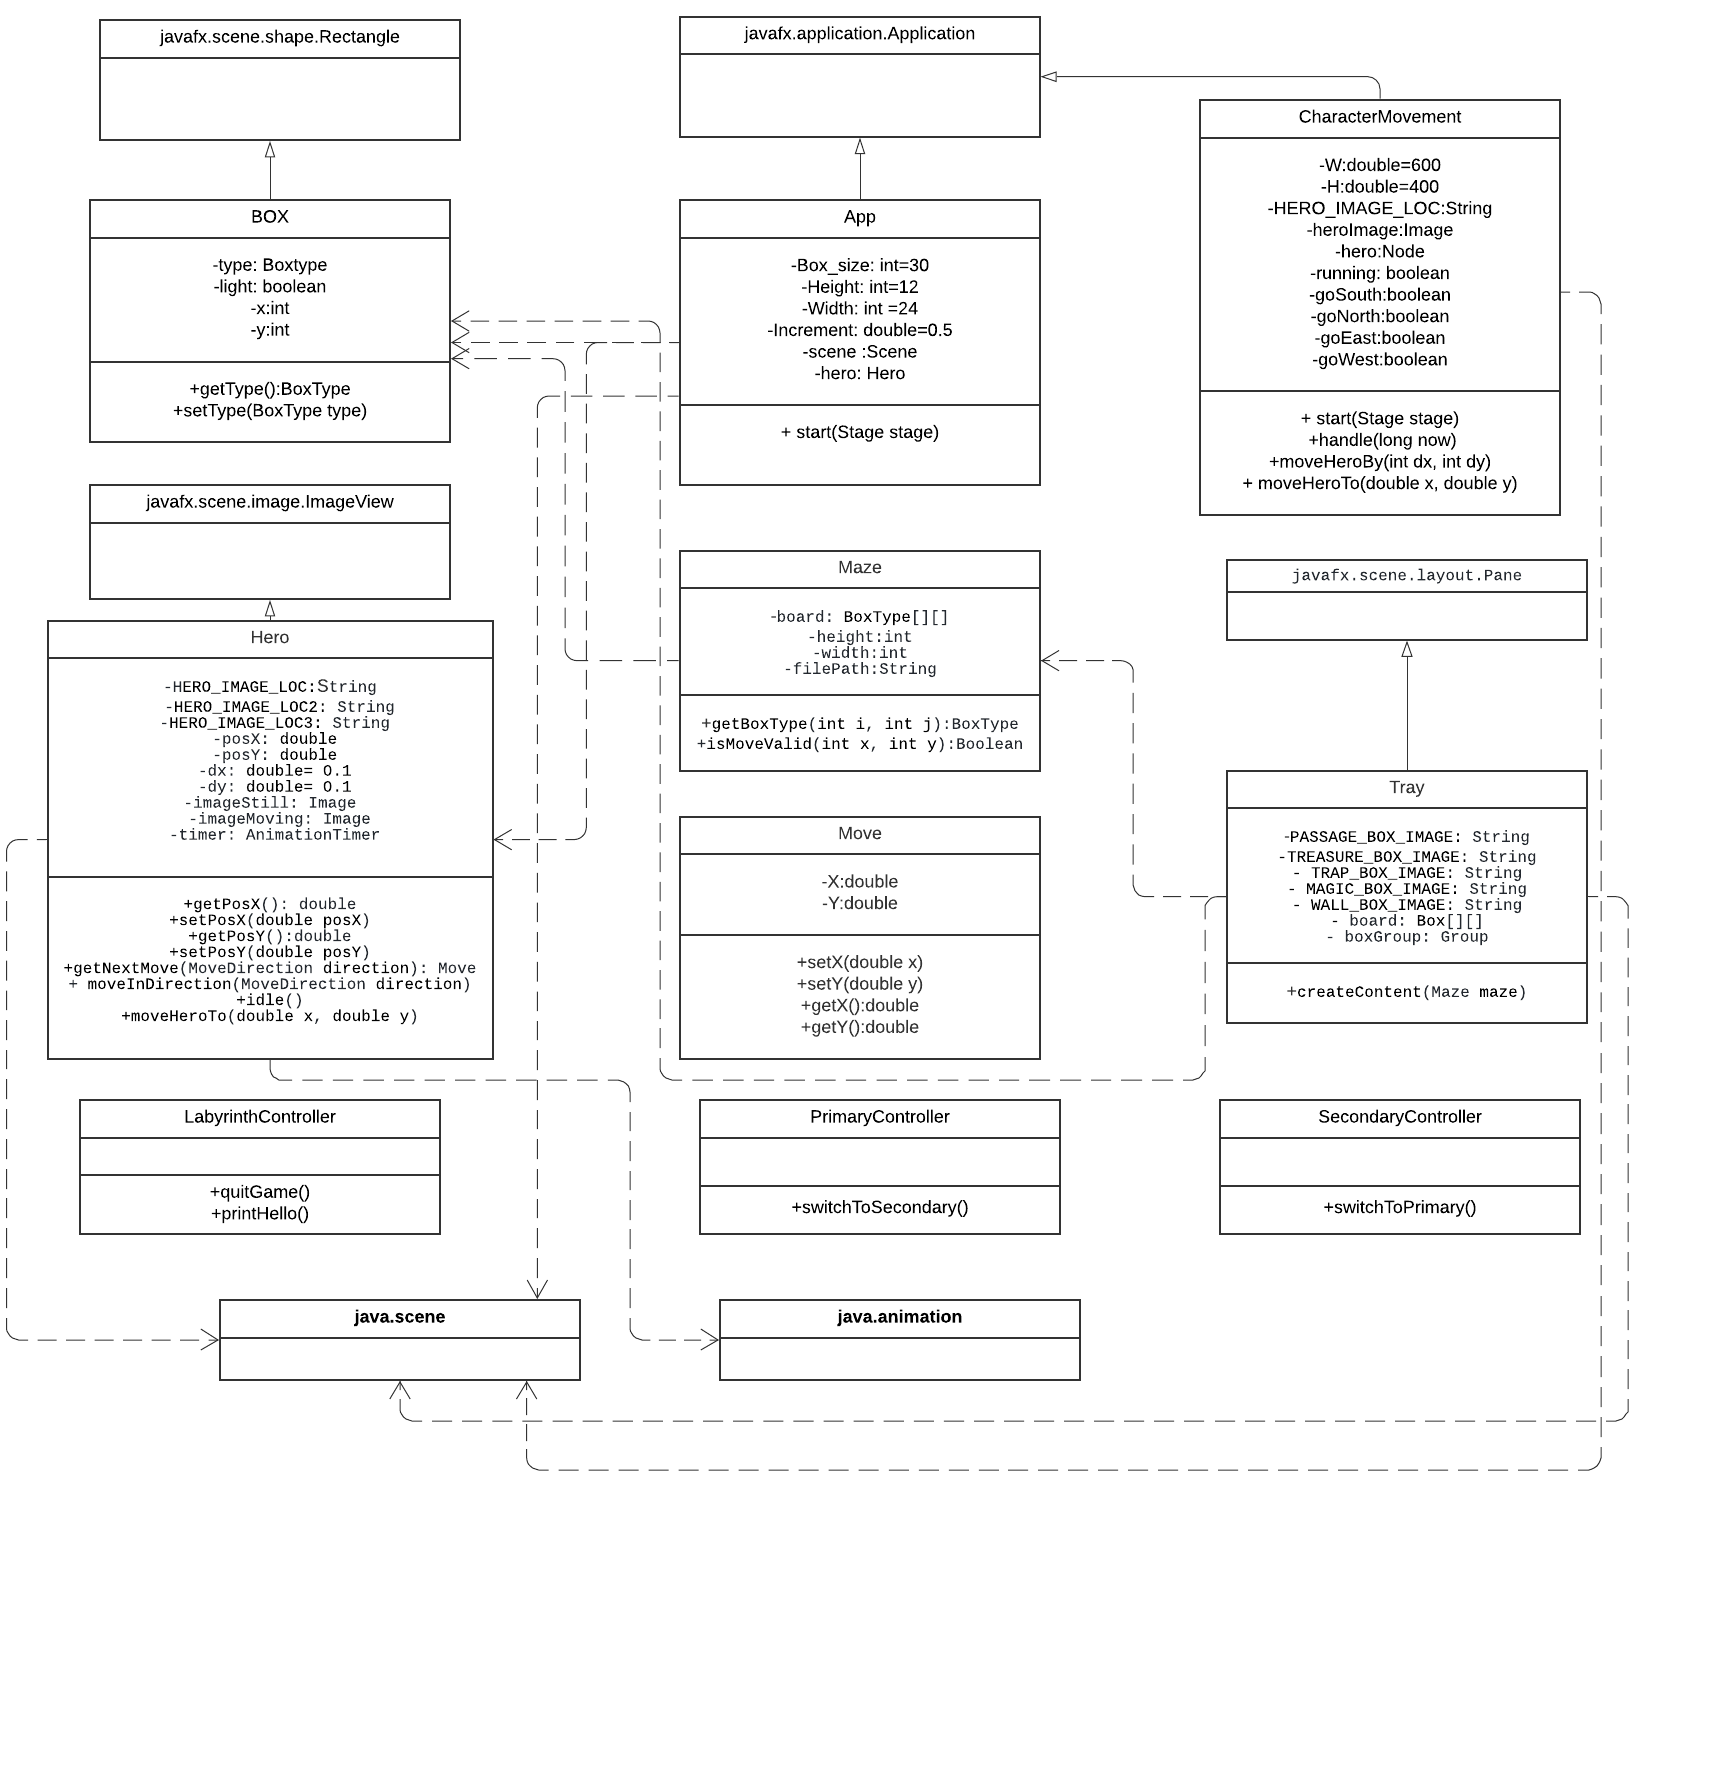 javafx.scene.shape.Rectangle
javafx.application.Application
CharacterMovement
-W:double=600
-H:double=400
-HERO_IMAGE_LOC:String
-heroImage:Image
-hero:Node
-running: boolean
-goSouth:boolean
-goNorth:boolean
-goEast:boolean
-goWest:boolean
+ start(Stage stage)
+handle(long now)
+moveHeroBy(int dx, int dy)
+ moveHeroTo(double x, double y)
BOX
-type: Boxtype
-light: boolean
-x:int
-y:int
+getType():BoxType
+setType(BoxType type)
App
-Box_size: int=30
-Height: int=12
-Width: int =24
-Increment: double=0.5
-scene :Scene
-hero: Hero
+ start(Stage stage)
javafx.scene.image.ImageView
Maze
-board: BoxType[][]
-height:int
-width:int
-filePath:String
+getBoxType(int i, int j):BoxType
+isMoveValid(int x, int y):Boolean
javafx.scene.layout.Pane
Hero
-HERO_IMAGE_LOC:String
-HERO_IMAGE_LOC2: String
-HERO_IMAGE_LOC3: String
-posX: double
-posY: double
-dx: double= 0.1
-dy: double= 0.1
-imageStill: Image
-imageMoving: Image
-timer: AnimationTimer
+getPosX(): double
+setPosX(double posX)
+getPosY():double
+setPosY(double posY)
+getNextMove(MoveDirection direction): Move
+ moveInDirection(MoveDirection direction)
+idle()
+moveHeroTo(double x, double y)
Move
-X:double
-Y:double
+setX(double x)
+setY(double y)
+getX():double
+getY():double
Tray
-PASSAGE_BOX_IMAGE: String
-TREASURE_BOX_IMAGE: String
- TRAP_BOX_IMAGE: String
- MAGIC_BOX_IMAGE: String
- WALL_BOX_IMAGE: String
- board: Box[][]
- boxGroup: Group
+createContent(Maze maze)
LabyrinthController
+quitGame()
+printHello()
PrimaryController
+switchToSecondary()
SecondaryController
+switchToPrimary()
java.scene
java.animation